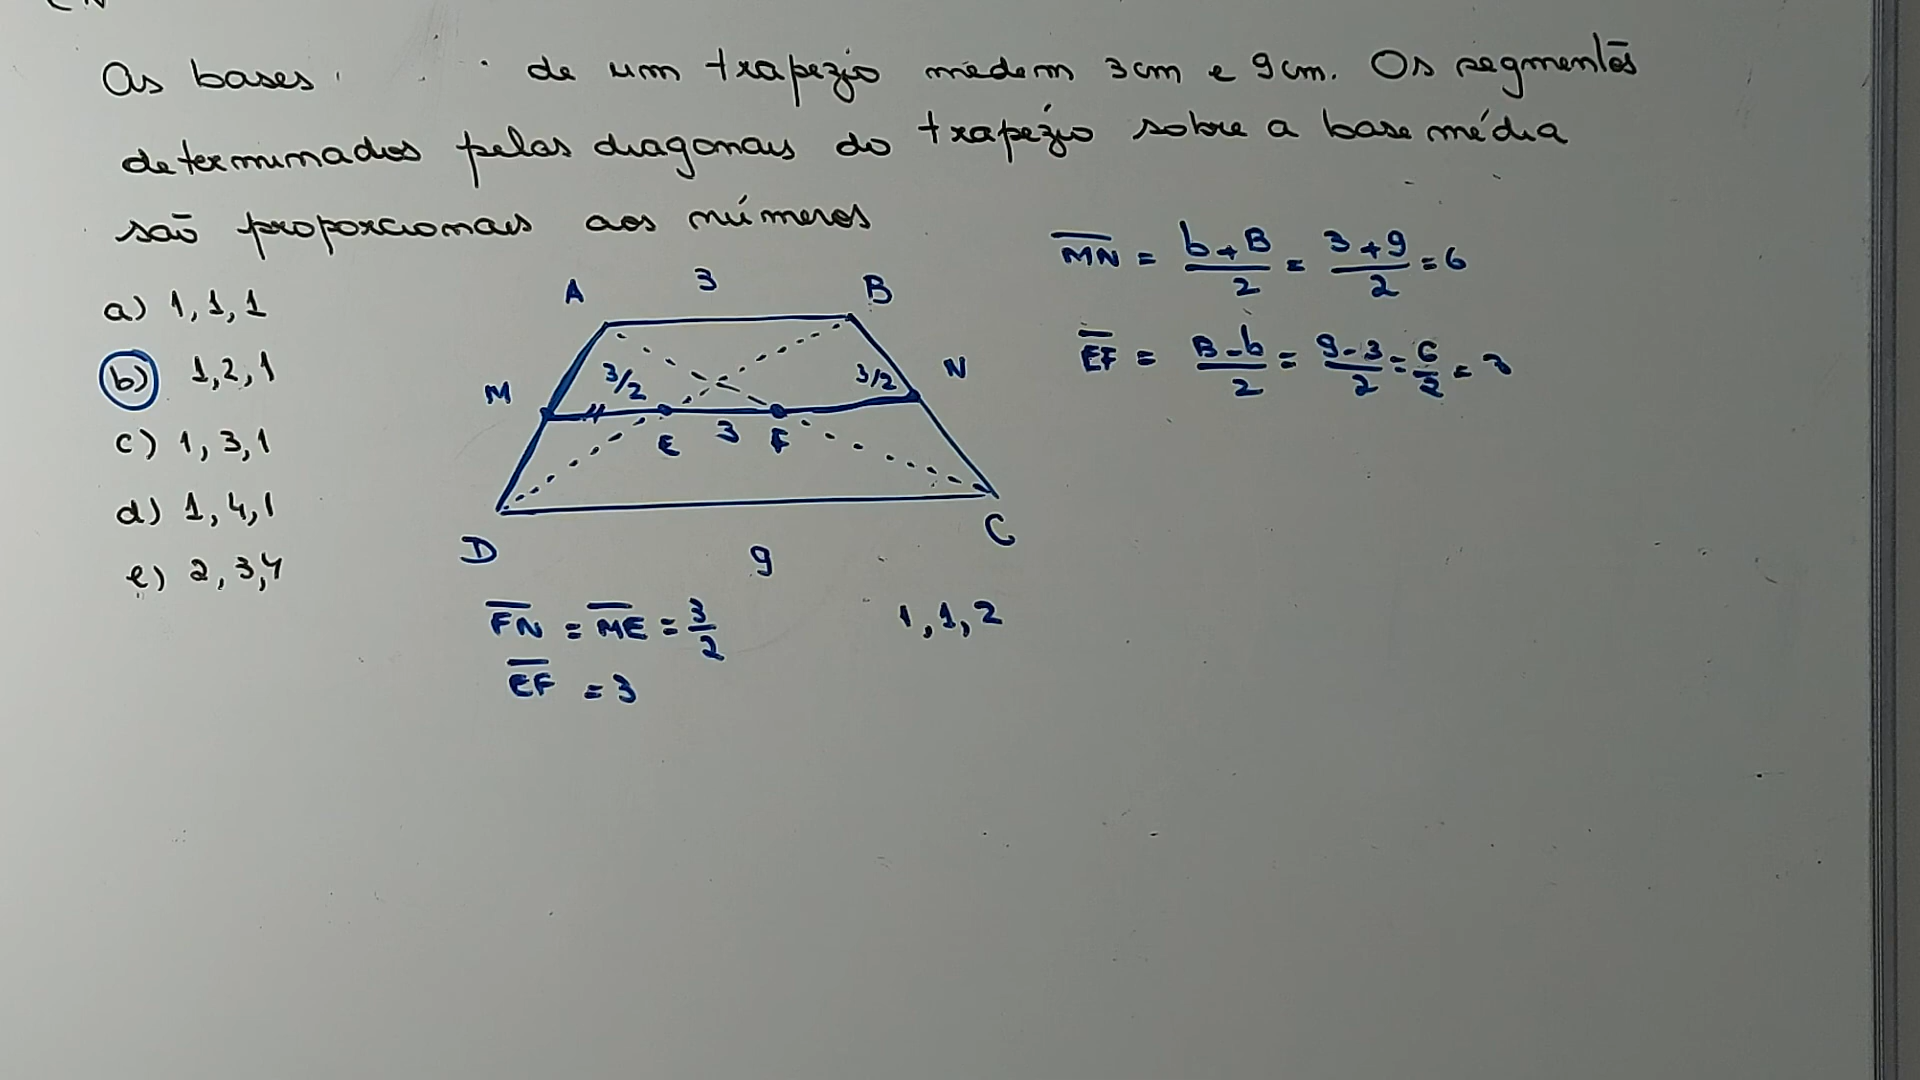 As bases de um trapezio medem 3cm e 9cm. Os segmentos
determinados pelas diagonais do trapézio sobre a base média
são proporcionais aos números
a) 1, 1, 1
b) 1, 2, 1
c) 1, 3, 1
d) 1, 4, 1
e) 2, 3, 4
A 3 B
M 3/2 3/2 N
E 3 F
D 9 C
MN = b+B/2 = 3+9/2 = 6
EF = B-b/2 = 9-3/2 = 6/2 = 3
FN = ME = 3/2
EF = 3
1, 1, 2